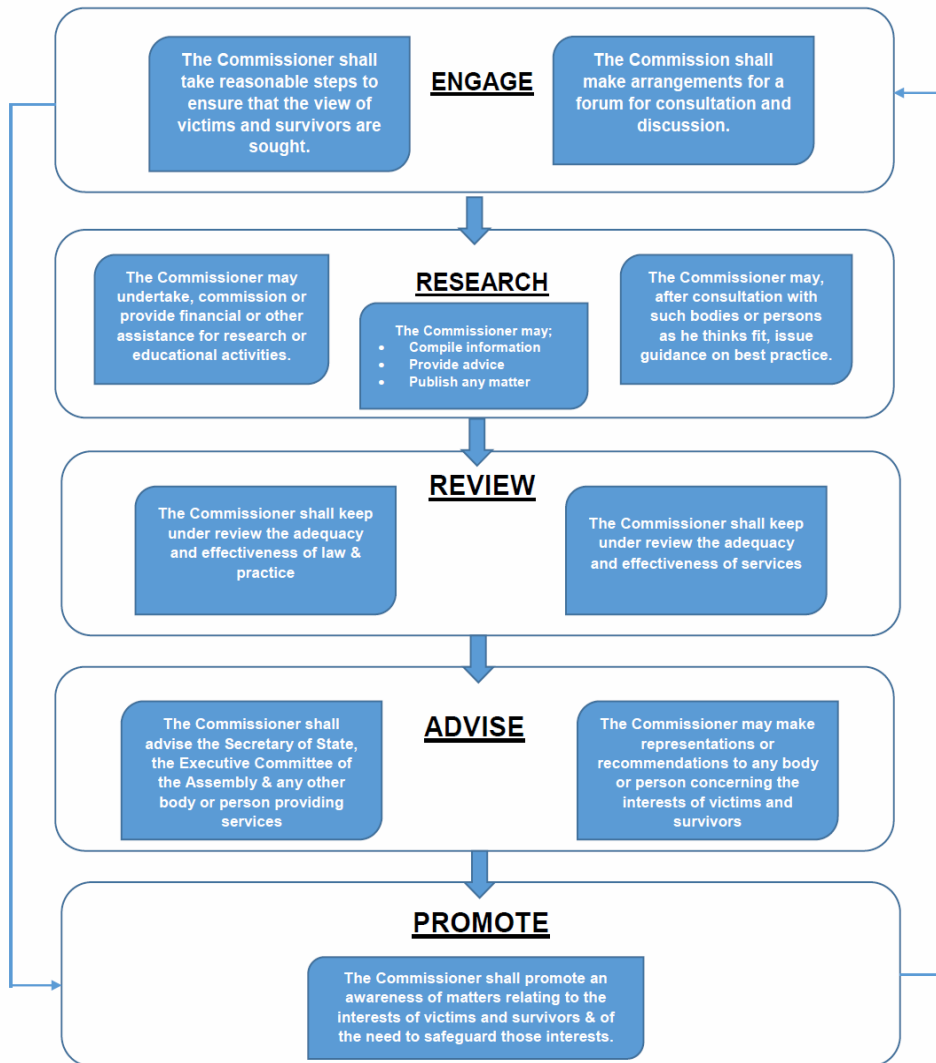 The Commissioner shall
take reasonable steps to
ensure that the view of
victims and survivors are
sought.
ENGAGE
The Commission shall
make arrangements for a
forum for consultation and
discussion.
The Commissioner may
undertake, commission or
provide financial or other
assistance for research or
educational activities.
RESEARCH
The Commissioner may;
• Compile information
• Provide advice
• Publish any matter
The Commissioner may,
after consultation with
such bodies or persons
as he thinks fit, issue
guidance on best practice.
REVIEW
The Commissioner shall keep
under review the adequacy
and effectiveness of law &
practice
The Commissioner shall keep
under review the adequacy
and effectiveness of services
The Commissioner shall
advise the Secretary of State,
the Executive Committee of
the Assembly & any other
body or person providing
services
ADVISE
The Commissioner may make
representations or
recommendations to any body
or person concerning the
interests of victims and
survivors
PROMOTE
The Commissioner shall promote an
awareness of matters relating to the
interests of victims and survivors & of
the need to safeguard those interests.